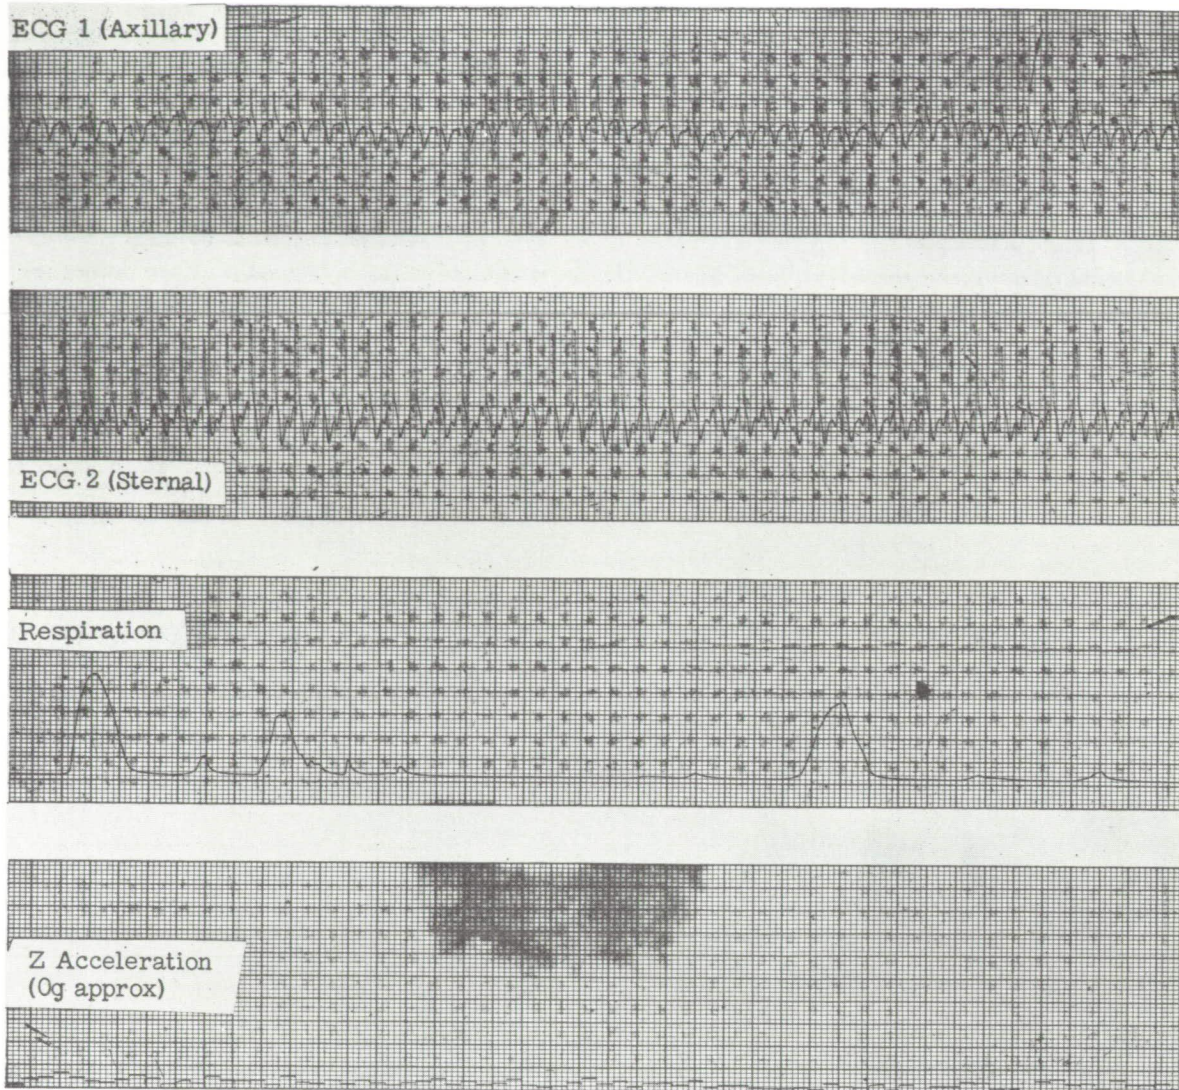 ECG 1 (Axillary)
ECG 2 (Sternal)
Respiration
Z Acceleration
(0g approx)